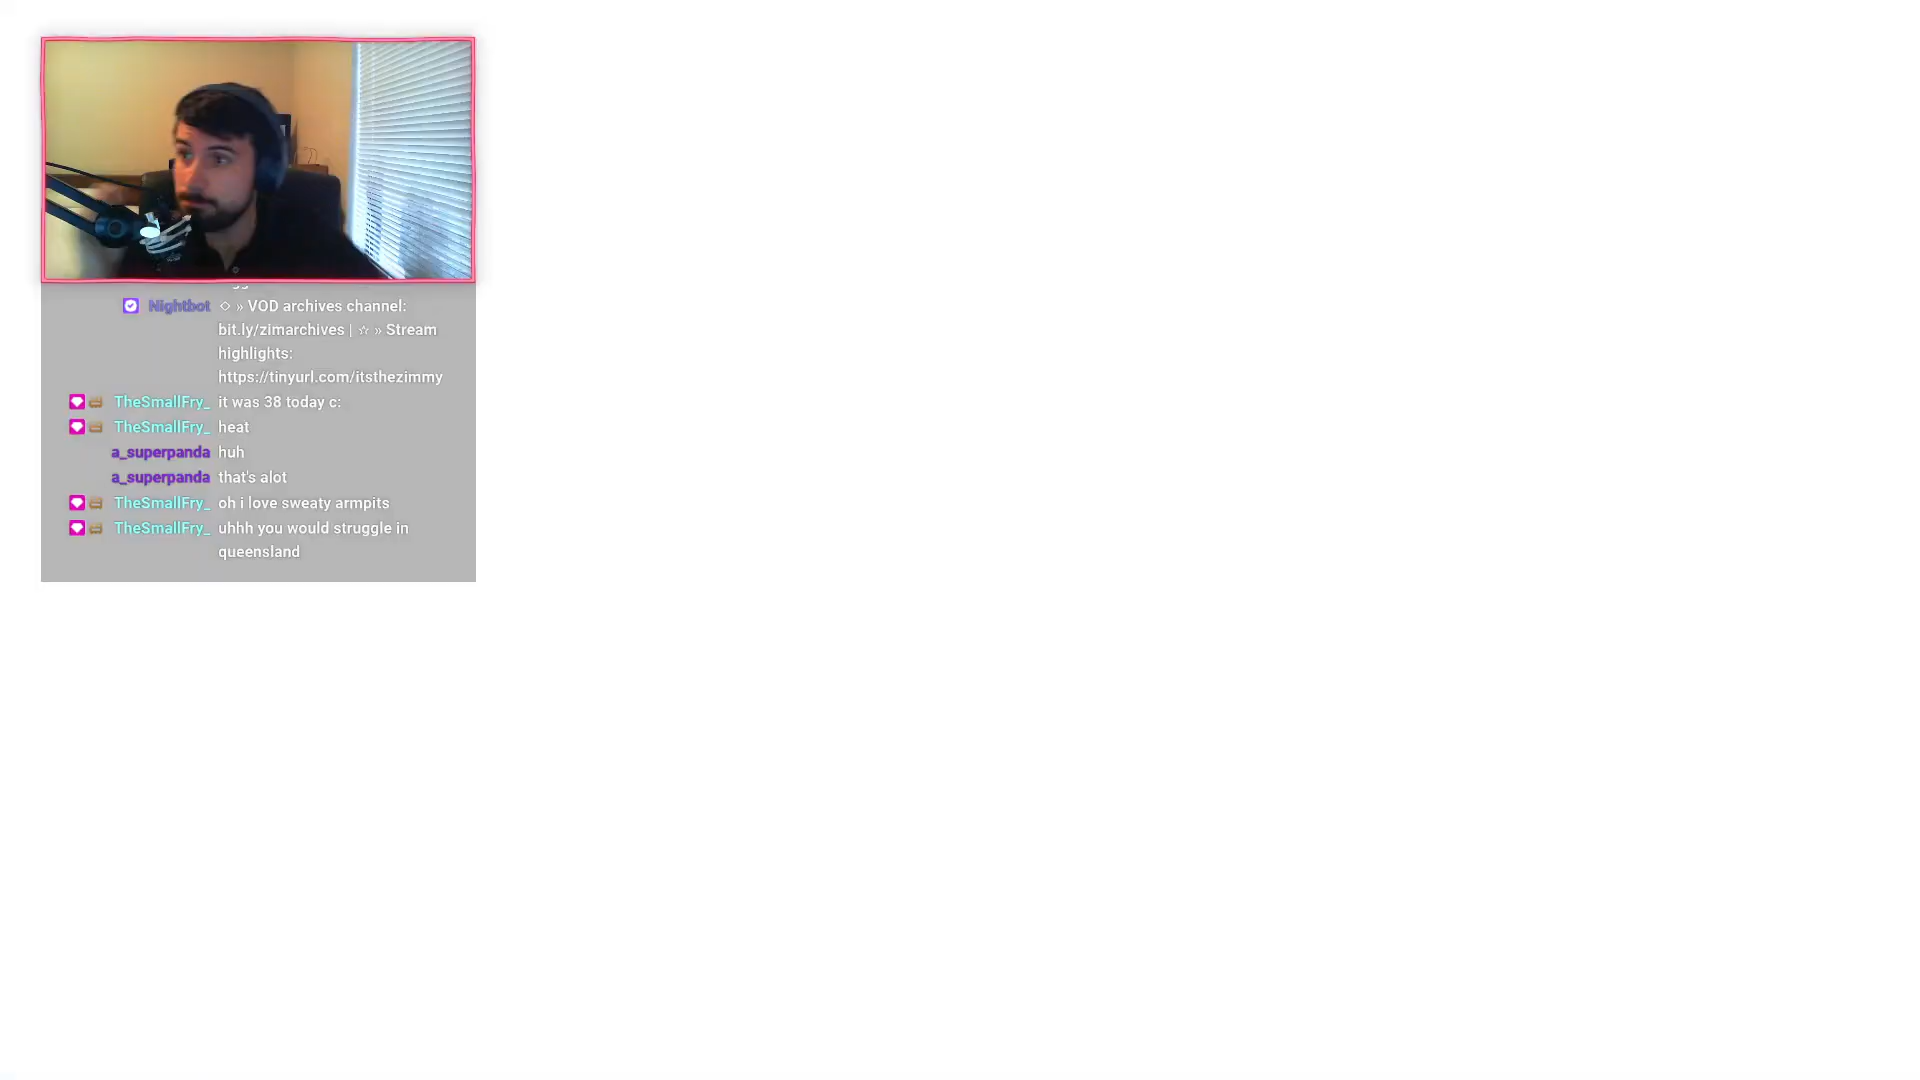 Nightbot ◇ » VOD archives channel:
bit.ly/zimarchives | ☆ » Stream
highlights:
https://tinyurl.com/itsthezimmy
TheSmallFry_ it was 38 today c:
TheSmallFry_ heat
a_superpanda huh
a_superpanda that's alot
TheSmallFry_ oh i love sweaty armpits
TheSmallFry_ uhhh you would struggle in
queensland